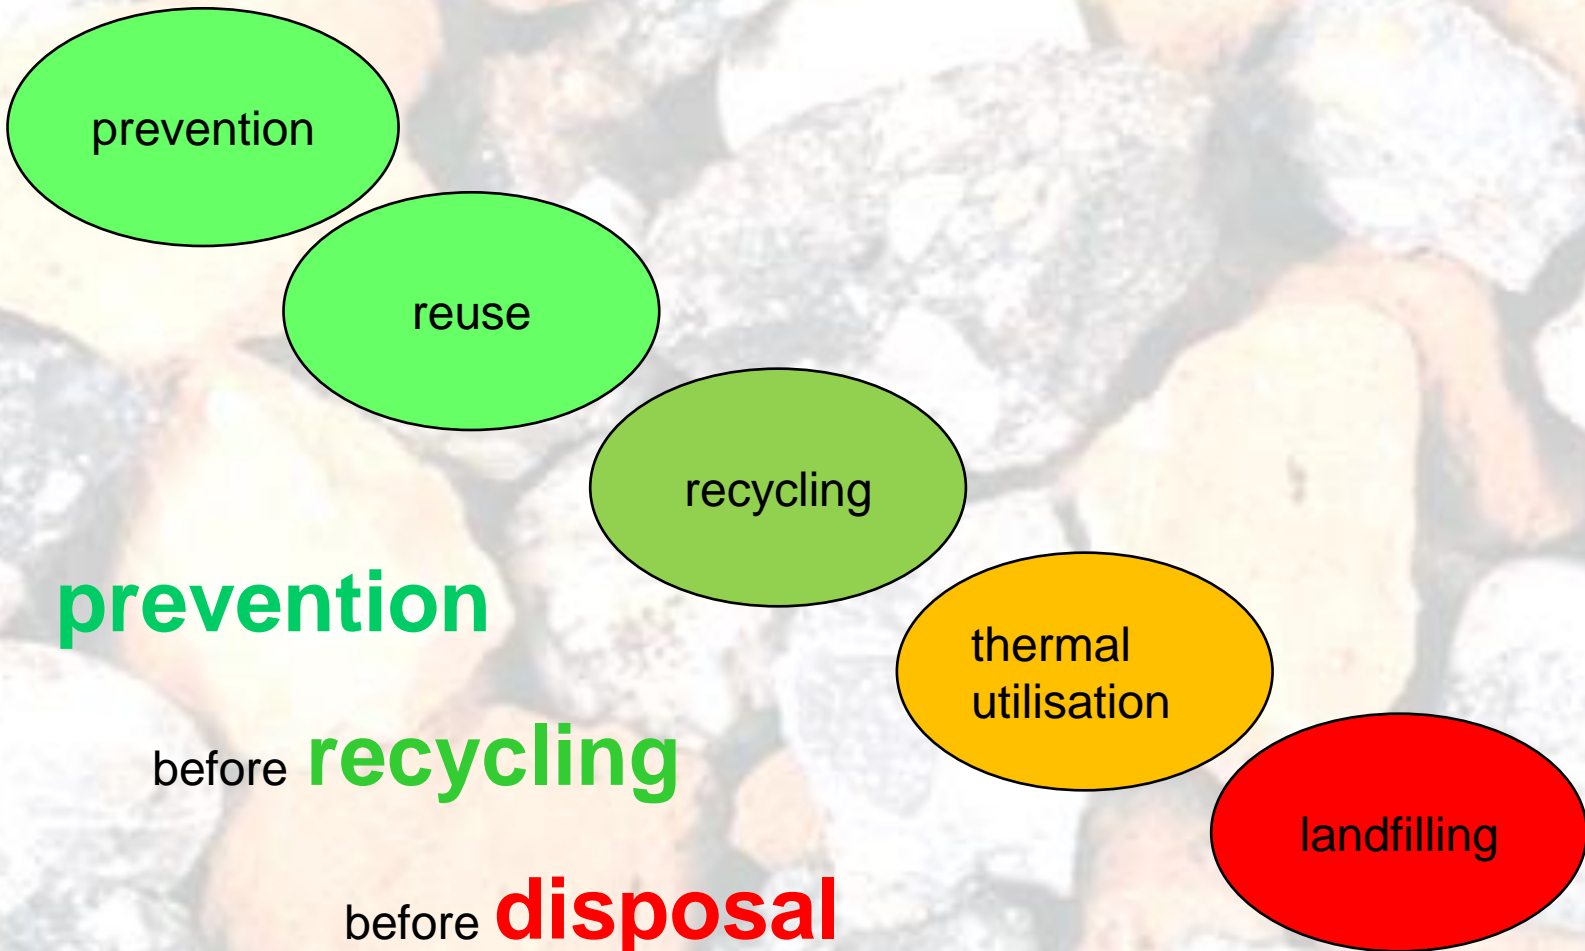 prevention
reuse
recycling
thermal
utilisation
landfilling
prevention
before recycling
before disposal